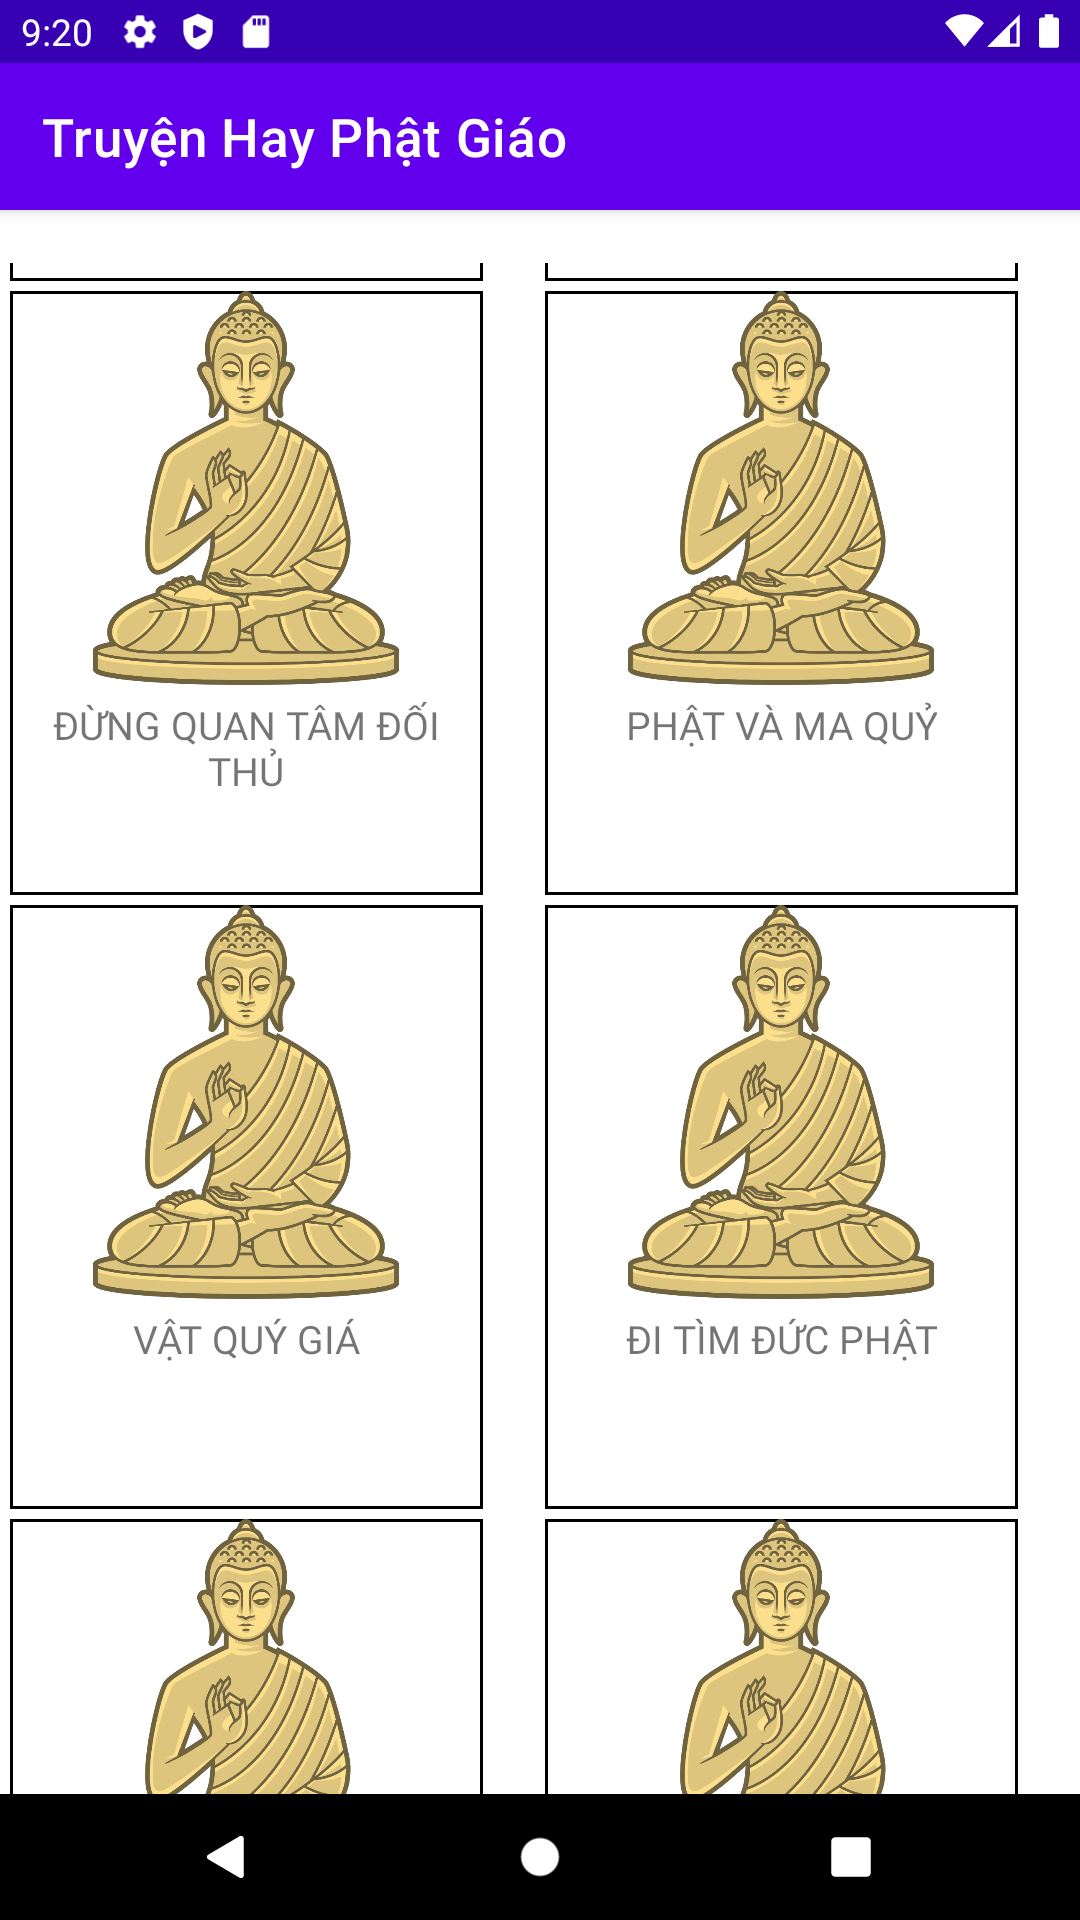 9:20
Truyện Hay Phật Giáo
ĐỪNG QUAN TÂM ĐỐI
THỦ
PHẬT VÀ MA QUỶ
VẬT QUÝ GIÁ
ĐI TÌM ĐỨC PHẬT